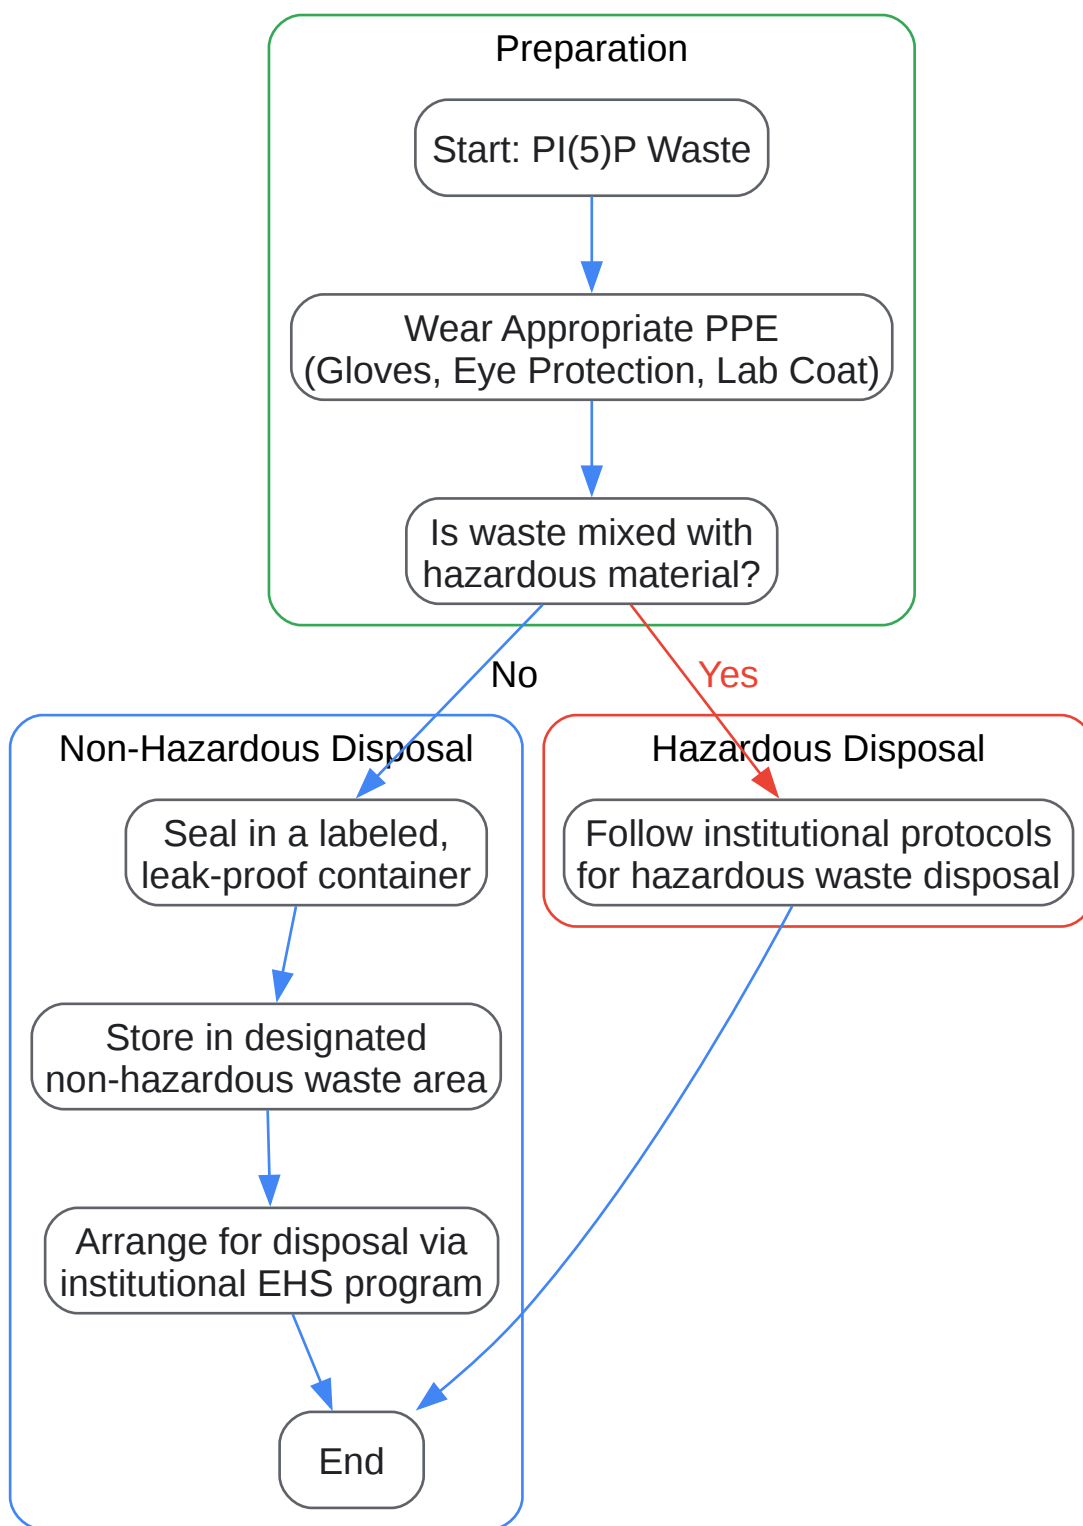 Preparation
Start: PI(5)P Waste
Wear Appropriate PPE
(Gloves, Eye Protection, Lab Coat)
Is waste mixed with
hazardous material?
No
Yes
Non-Hazardous Disposal
Seal in a labeled,
leak-proof container
Store in designated
non-hazardous waste area
Arrange for disposal via
institutional EHS program
End
Hazardous Disposal
Follow institutional protocols
for hazardous waste disposal